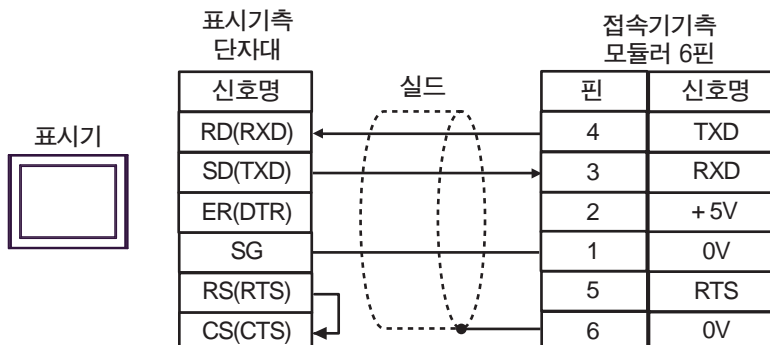 표시기측
단자대
접속기기측
모듈러 6핀
신호명
실드
핀
신호명
표시기
RD(RXD)
4
TXD
SD(TXD)
3
RXD
ER(DTR)
2
+5V
SG
1
0V
RS(RTS)
5
RTS
CS(CTS)
6
0V